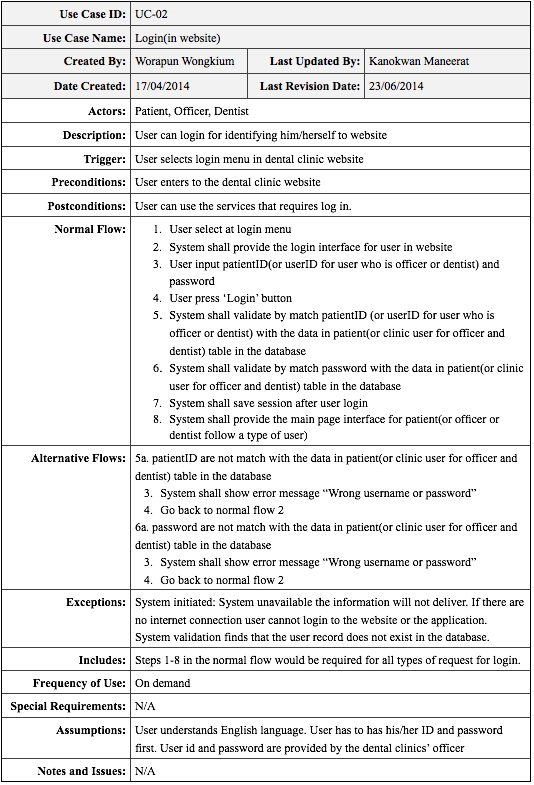 Use Case ID: UC-02
Use Case Name: Login(in website)
Created By: Worapun Wongkium Last Updated By: Kanokwan Maneerat
Date Created: 17/04/2014 Last Revision Date: 23/06/2014
Actors: Patient, Officer, Dentist
Description: User can login for identifying him/herself to website
Trigger: User selects login menu in dental clinic website
Preconditions: User enters to the dental clinic website
Postconditions: User can use the services that requires log in.
Normal Flow: 1. User select at login menu
2. System shall provide the login interface for user in website
3. User input patientID(or userID for user who is officer or dentist) and
password
4. User press ‘Login’ button
5. System shall validate by match patientID (or userID for user who is
officer or dentist) with the data in patient(or clinic user for officer and
dentist) table in the database
6. System shall validate by match password with the data in patient(or clinic
user for officer and dentist) table in the database
7. System shall save session after user login
8. System shall provide the main page interface for patient(or officer or
dentist follow a type of user)
Alternative Flows: 5a. patientID are not match with the data in patient(or clinic user for officer and
dentist) table in the database
3. System shall show error message “Wrong username or password”
4. Go back to normal flow 2
6a. password are not match with the data in patient(or clinic user for officer and
dentist) table in the database
3. System shall show error message “Wrong username or password”
4. Go back to normal flow 2
Exceptions: System initiated: System unavailable the information will not deliver. If there are
no internet connection user cannot login to the website or the application.
System validation finds that the user record does not exist in the database.
Includes: Steps 1-8 in the normal flow would be required for all types of request for login.
Frequency of Use: On demand
Special Requirements: N/A
Assumptions: User understands English language. User has to has his/her ID and password
first. User id and password are provided by the dental clinics’ officer
Notes and Issues: N/A